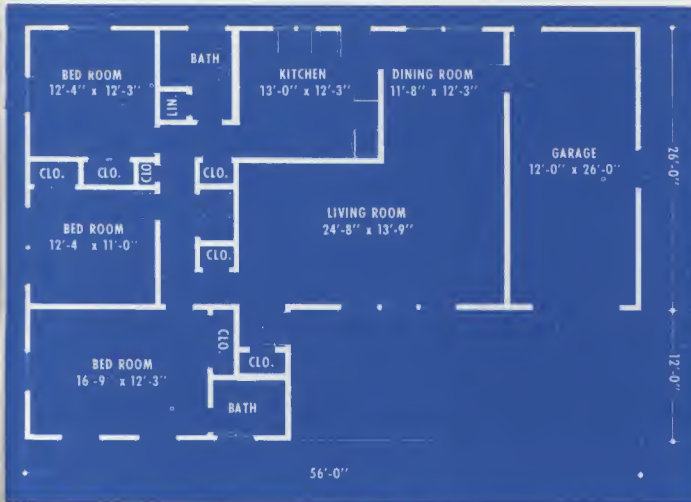 BATH
BED ROOM
12'-4" x 12'-3"
KITCHEN
13'-0" x 12'-3"
DINING ROOM
11'-8" x 12'-3"
LIN.
GARAGE
12'-0" x 26'-0"
26'-0"
CLO.
CLO.
CLO
CLO.
BED ROOM
12'-4 x 11'-0"
LIVING ROOM
24'-8" x 13'-9"
CLO.
CLO.
CLO.
BED ROOM
16'-9" x 12'-3"
BATH
12'-0"
56'-0"